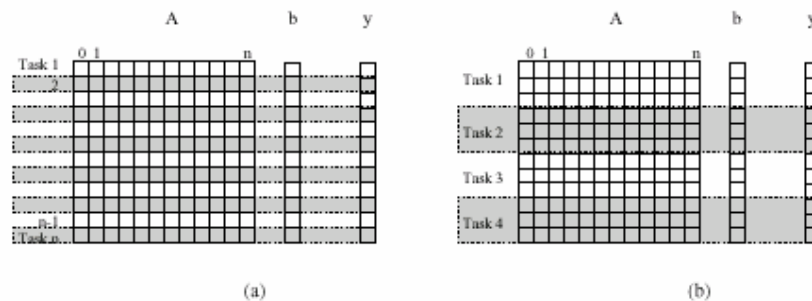 A b y
0 1 n
Task 1
2
n-1
Task n
(a)
A b y
0 1 n
Task 1
Task 2
Task 3
Task 4
(b)